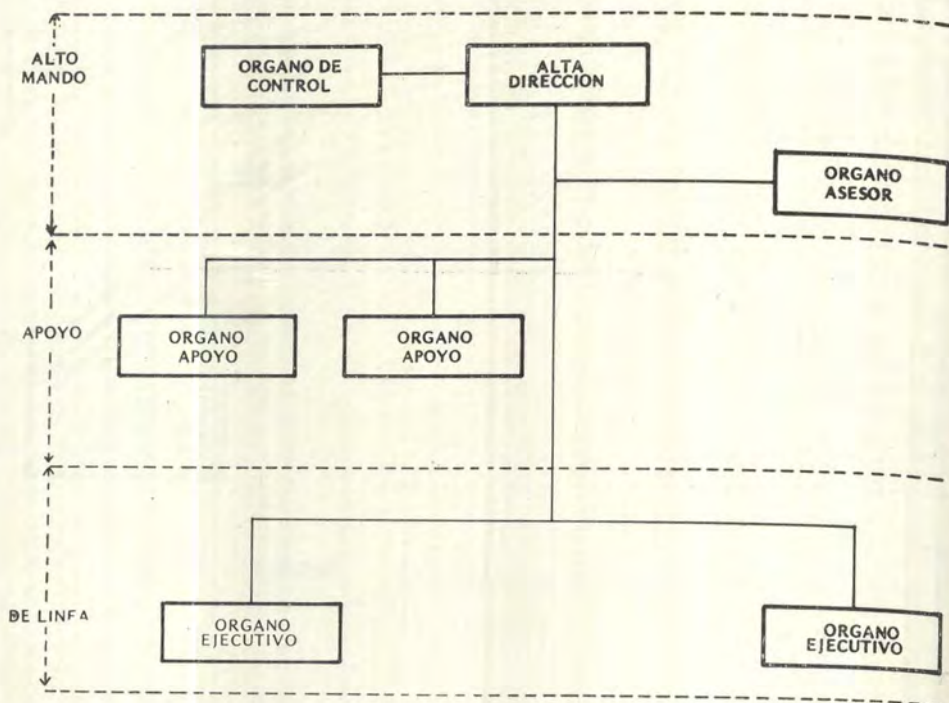 ALTO
MANDO
ORGANO DE
CONTROL
ALTA
DIRECCION
ORGANO
ASESOR
APOYO
ORGANO
APOYO
ORGANO
APOYO
DE LINEA
ORGANO
EJECUTIVO
ORGANO
EJECUTIVO